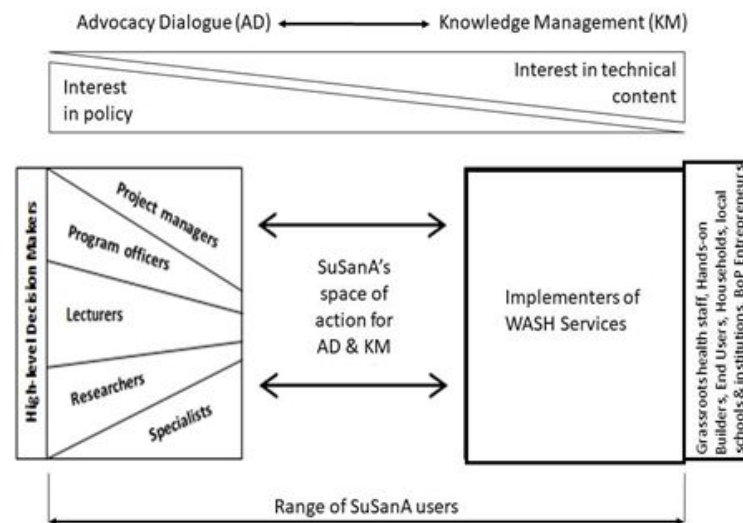 Advocacy Dialogue (AD)
Knowledge Management (KM)
Interest
in policy
Interest in technical
content
High-level Decision Makers
Project managers
Program officers
Lecturers
Researchers
Specialists
SuSanA's
space of
action for
AD & KM
Implementers of
WASH Services
Grassroots health staff, Hands-on
Builders, End Users, Households, local
schools & institutions, BoP Entrepreneurs
Range of SuSanA users